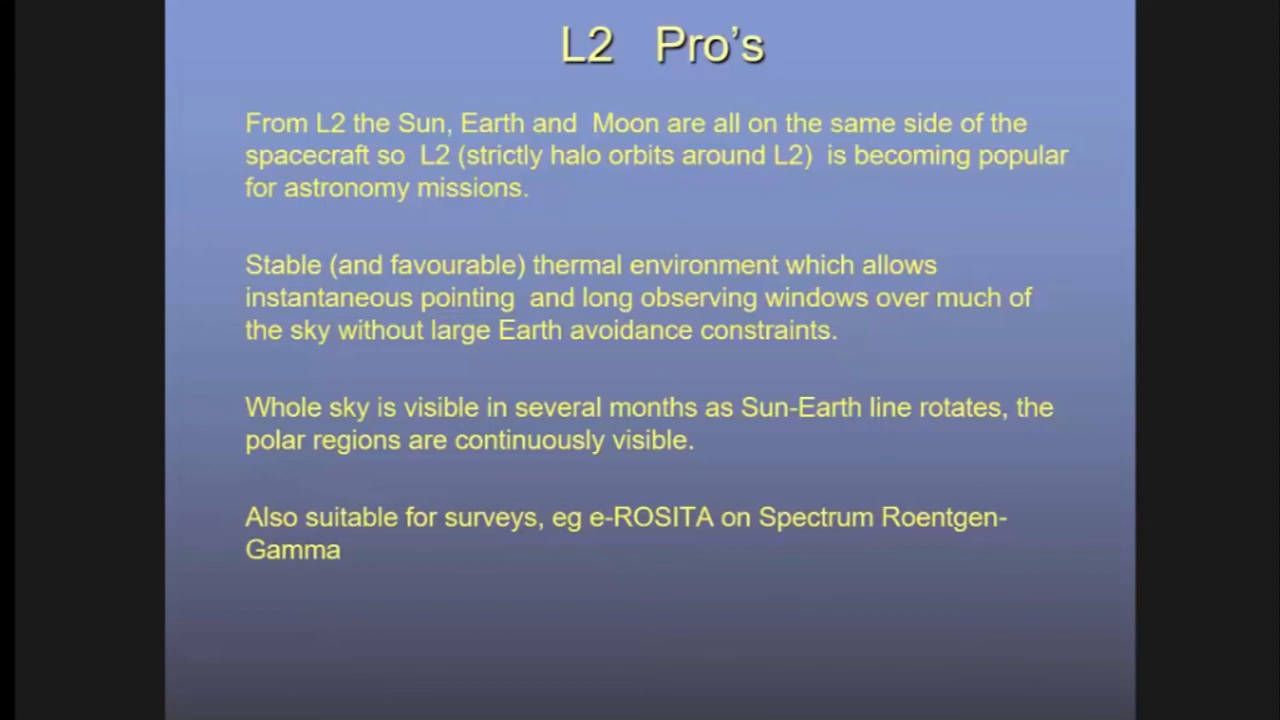 L2 Pro’s
From L2 the Sun, Earth and Moon are all on the same side of the
spacecraft so L2 (strictly halo orbits around L2) is becoming popular
for astronomy missions.
Stable (and favourable) thermal environment which allows
instantaneous pointing and long observing windows over much of
the sky without large Earth avoidance constraints.
Whole sky is visible in several months as Sun-Earth line rotates, the
polar regions are continuously visible.
Also suitable for surveys, eg e-ROSITA on Spectrum Roentgen-
Gamma